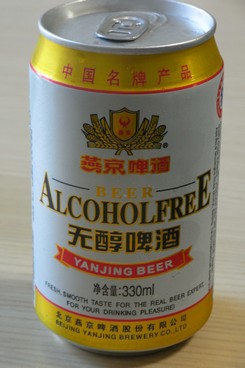 中国名牌产品
燕京啤酒
BEER
ALCOHOLFREE
无醇啤酒
YANJING BEER
净含量:330ml
FRESH, SMOOTH TASTE FOR THE REAL BEER EXPERT,
FOR YOUR DRINKING PLEASURE!
北京燕京啤酒股份有限公司
BEIJING YANJING BREWERY CO.,LTD